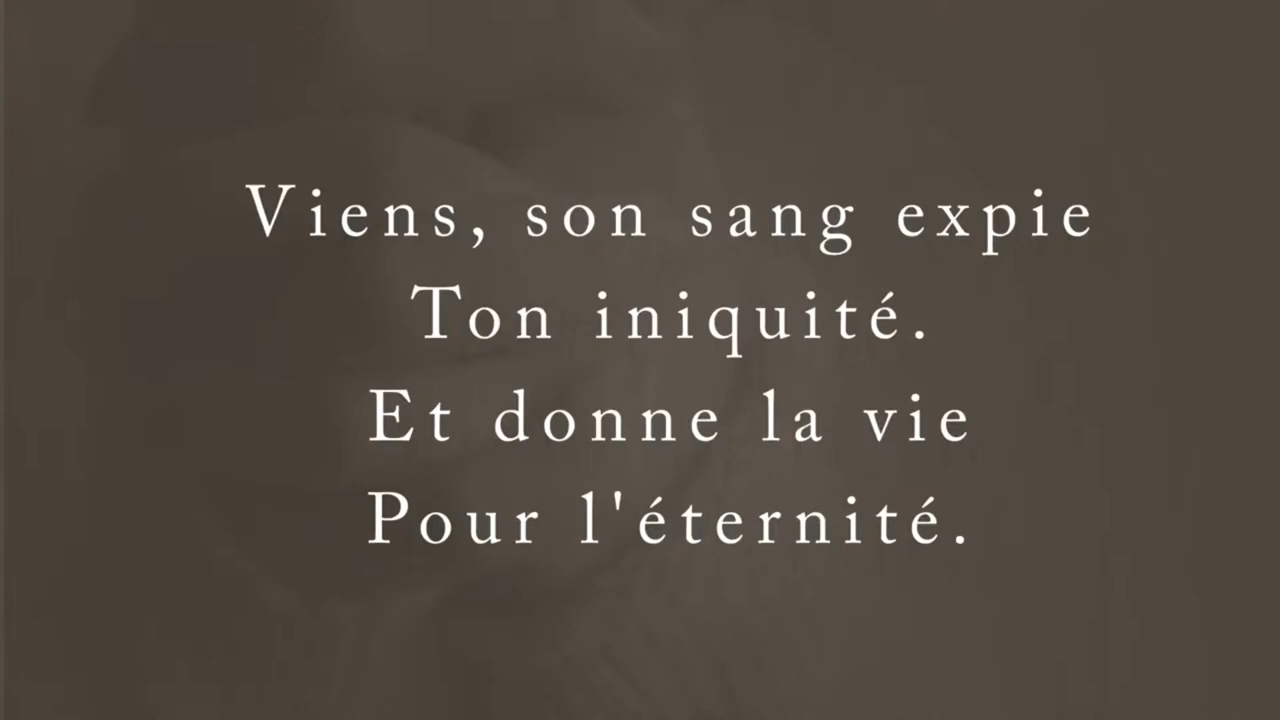 Viens, son sang expie
Ton iniquité.
Et donne la vie
Pour l'éternité.